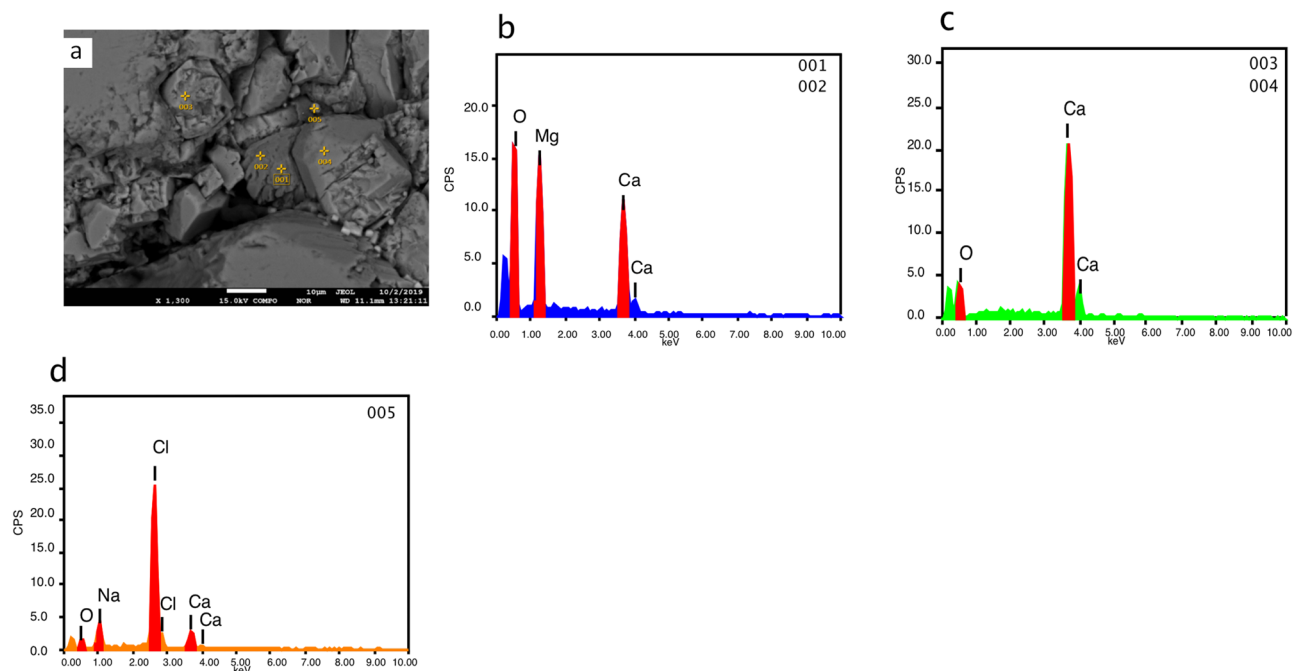 a
003
005
002
004
001
10µm JEOL 10/2/2019
X 1,300 15.0kV COMPO NOR WD 11.1mm 13:21:11
b
001
002
CPS
20.0
15.0
10.0
5.0
0.0
O
Mg
Ca
Ca
0.00 1.00 2.00 3.00 4.00 5.00 6.00 7.00 8.00 9.00 10.00
keV
c
003
004
CPS
30.0
25.0
20.0
15.0
10.0
5.0
0.0
O
Ca
Ca
0.00 1.00 2.00 3.00 4.00 5.00 6.00 7.00 8.00 9.00 10.00
keV
d
005
CPS
35.0
30.0
25.0
20.0
15.0
10.0
5.0
0.0
O
Na
Cl
Cl
Ca
Ca
0.00 1.00 2.00 3.00 4.00 5.00 6.00 7.00 8.00 9.00 10.00
keV